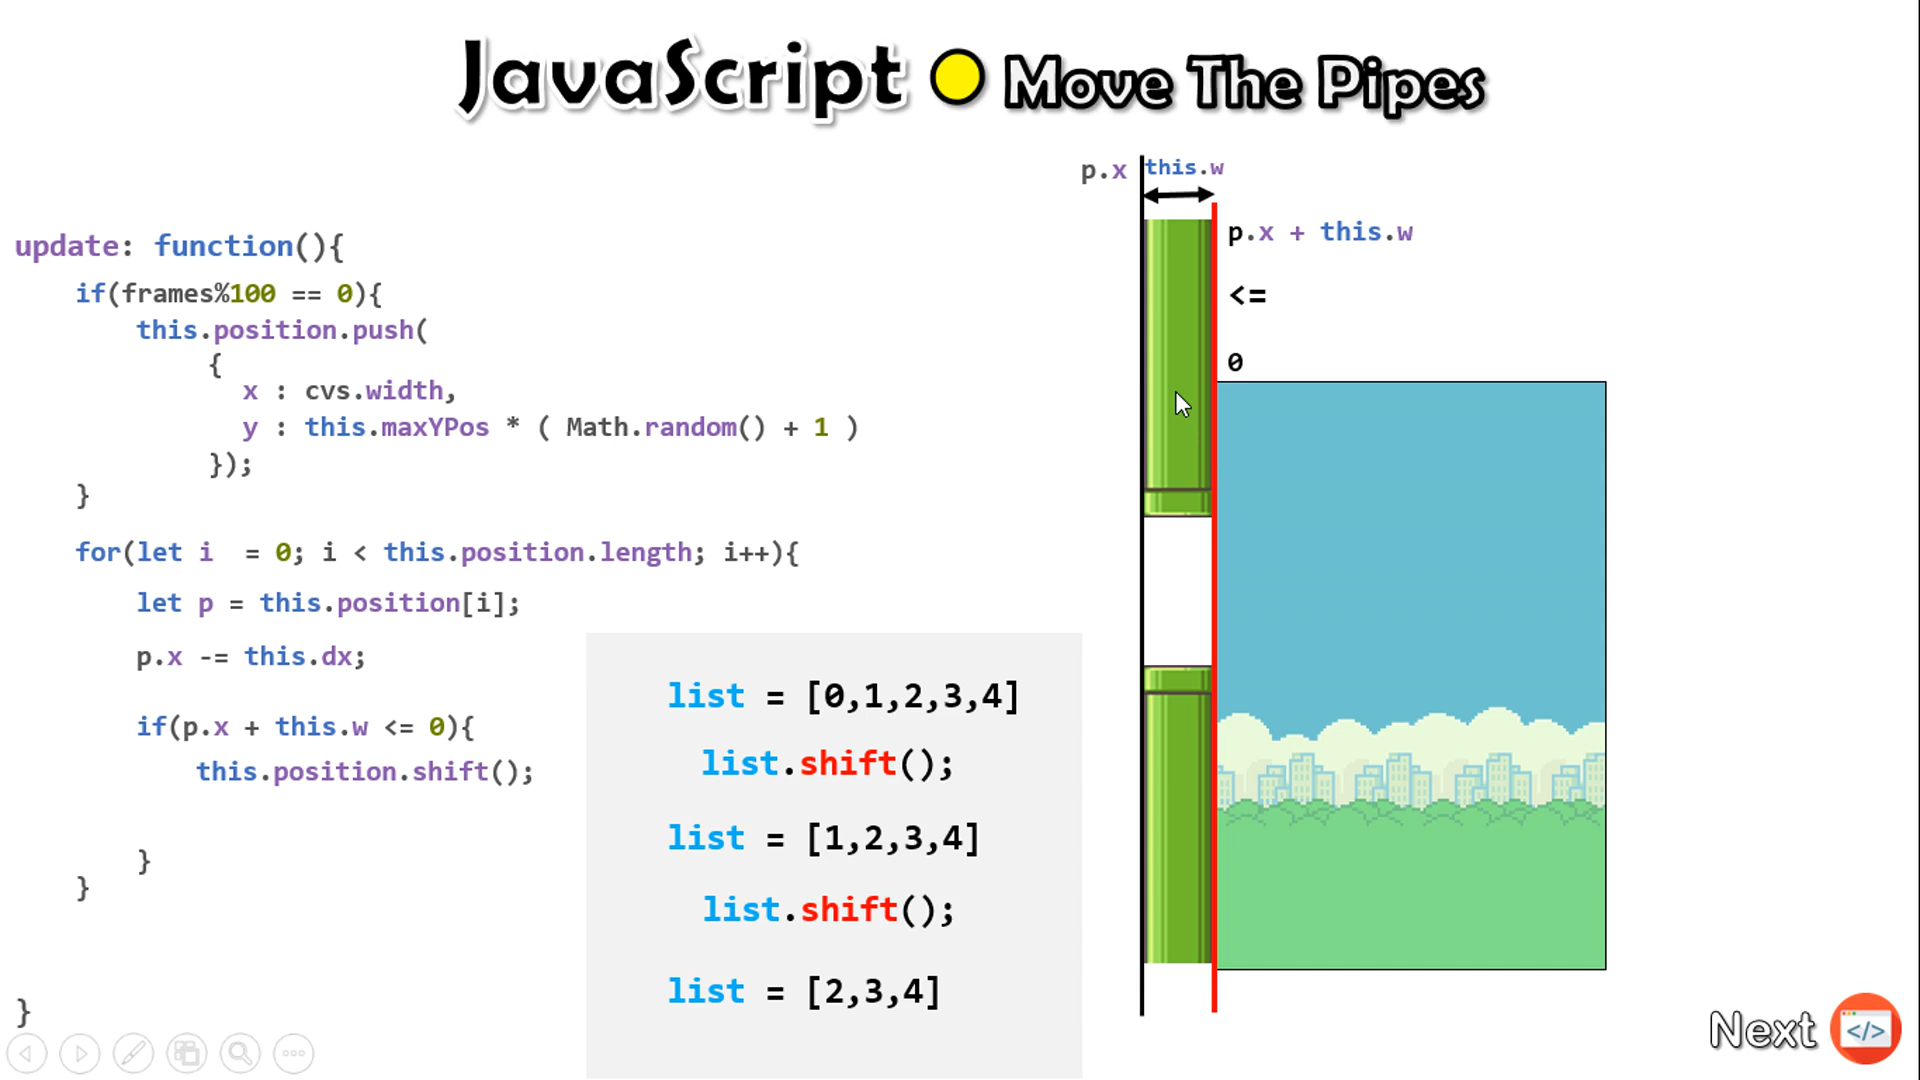 JavaScript Move The Pipes
update: function(){
if(frames%100 == 0){
this.position.push(
{
x : cvs.width,
y : this.maxYPos * ( Math.random() + 1 )
});
}
for(let i  = 0; i < this.position.length; i++){
let p = this.position[i];
p.x -= this.dx;
if(p.x + this.w <= 0){
this.position.shift();
}
}
}
list = [0,1,2,3,4]
list.shift();
list = [1,2,3,4]
list.shift();
list = [2,3,4]
p.x this.w
p.x + this.w
<=
0
Next </>